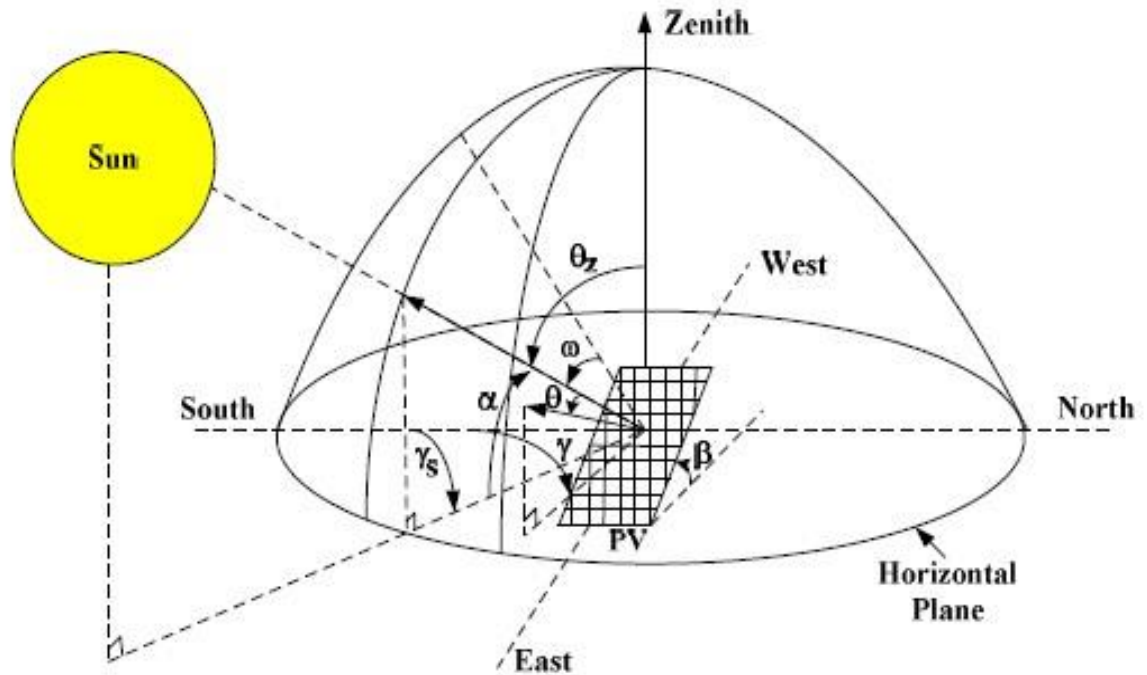 Zenith
Sun
θz
West
ω
South
α
θ
North
γs
γ
β
PV
Horizontal
Plane
East